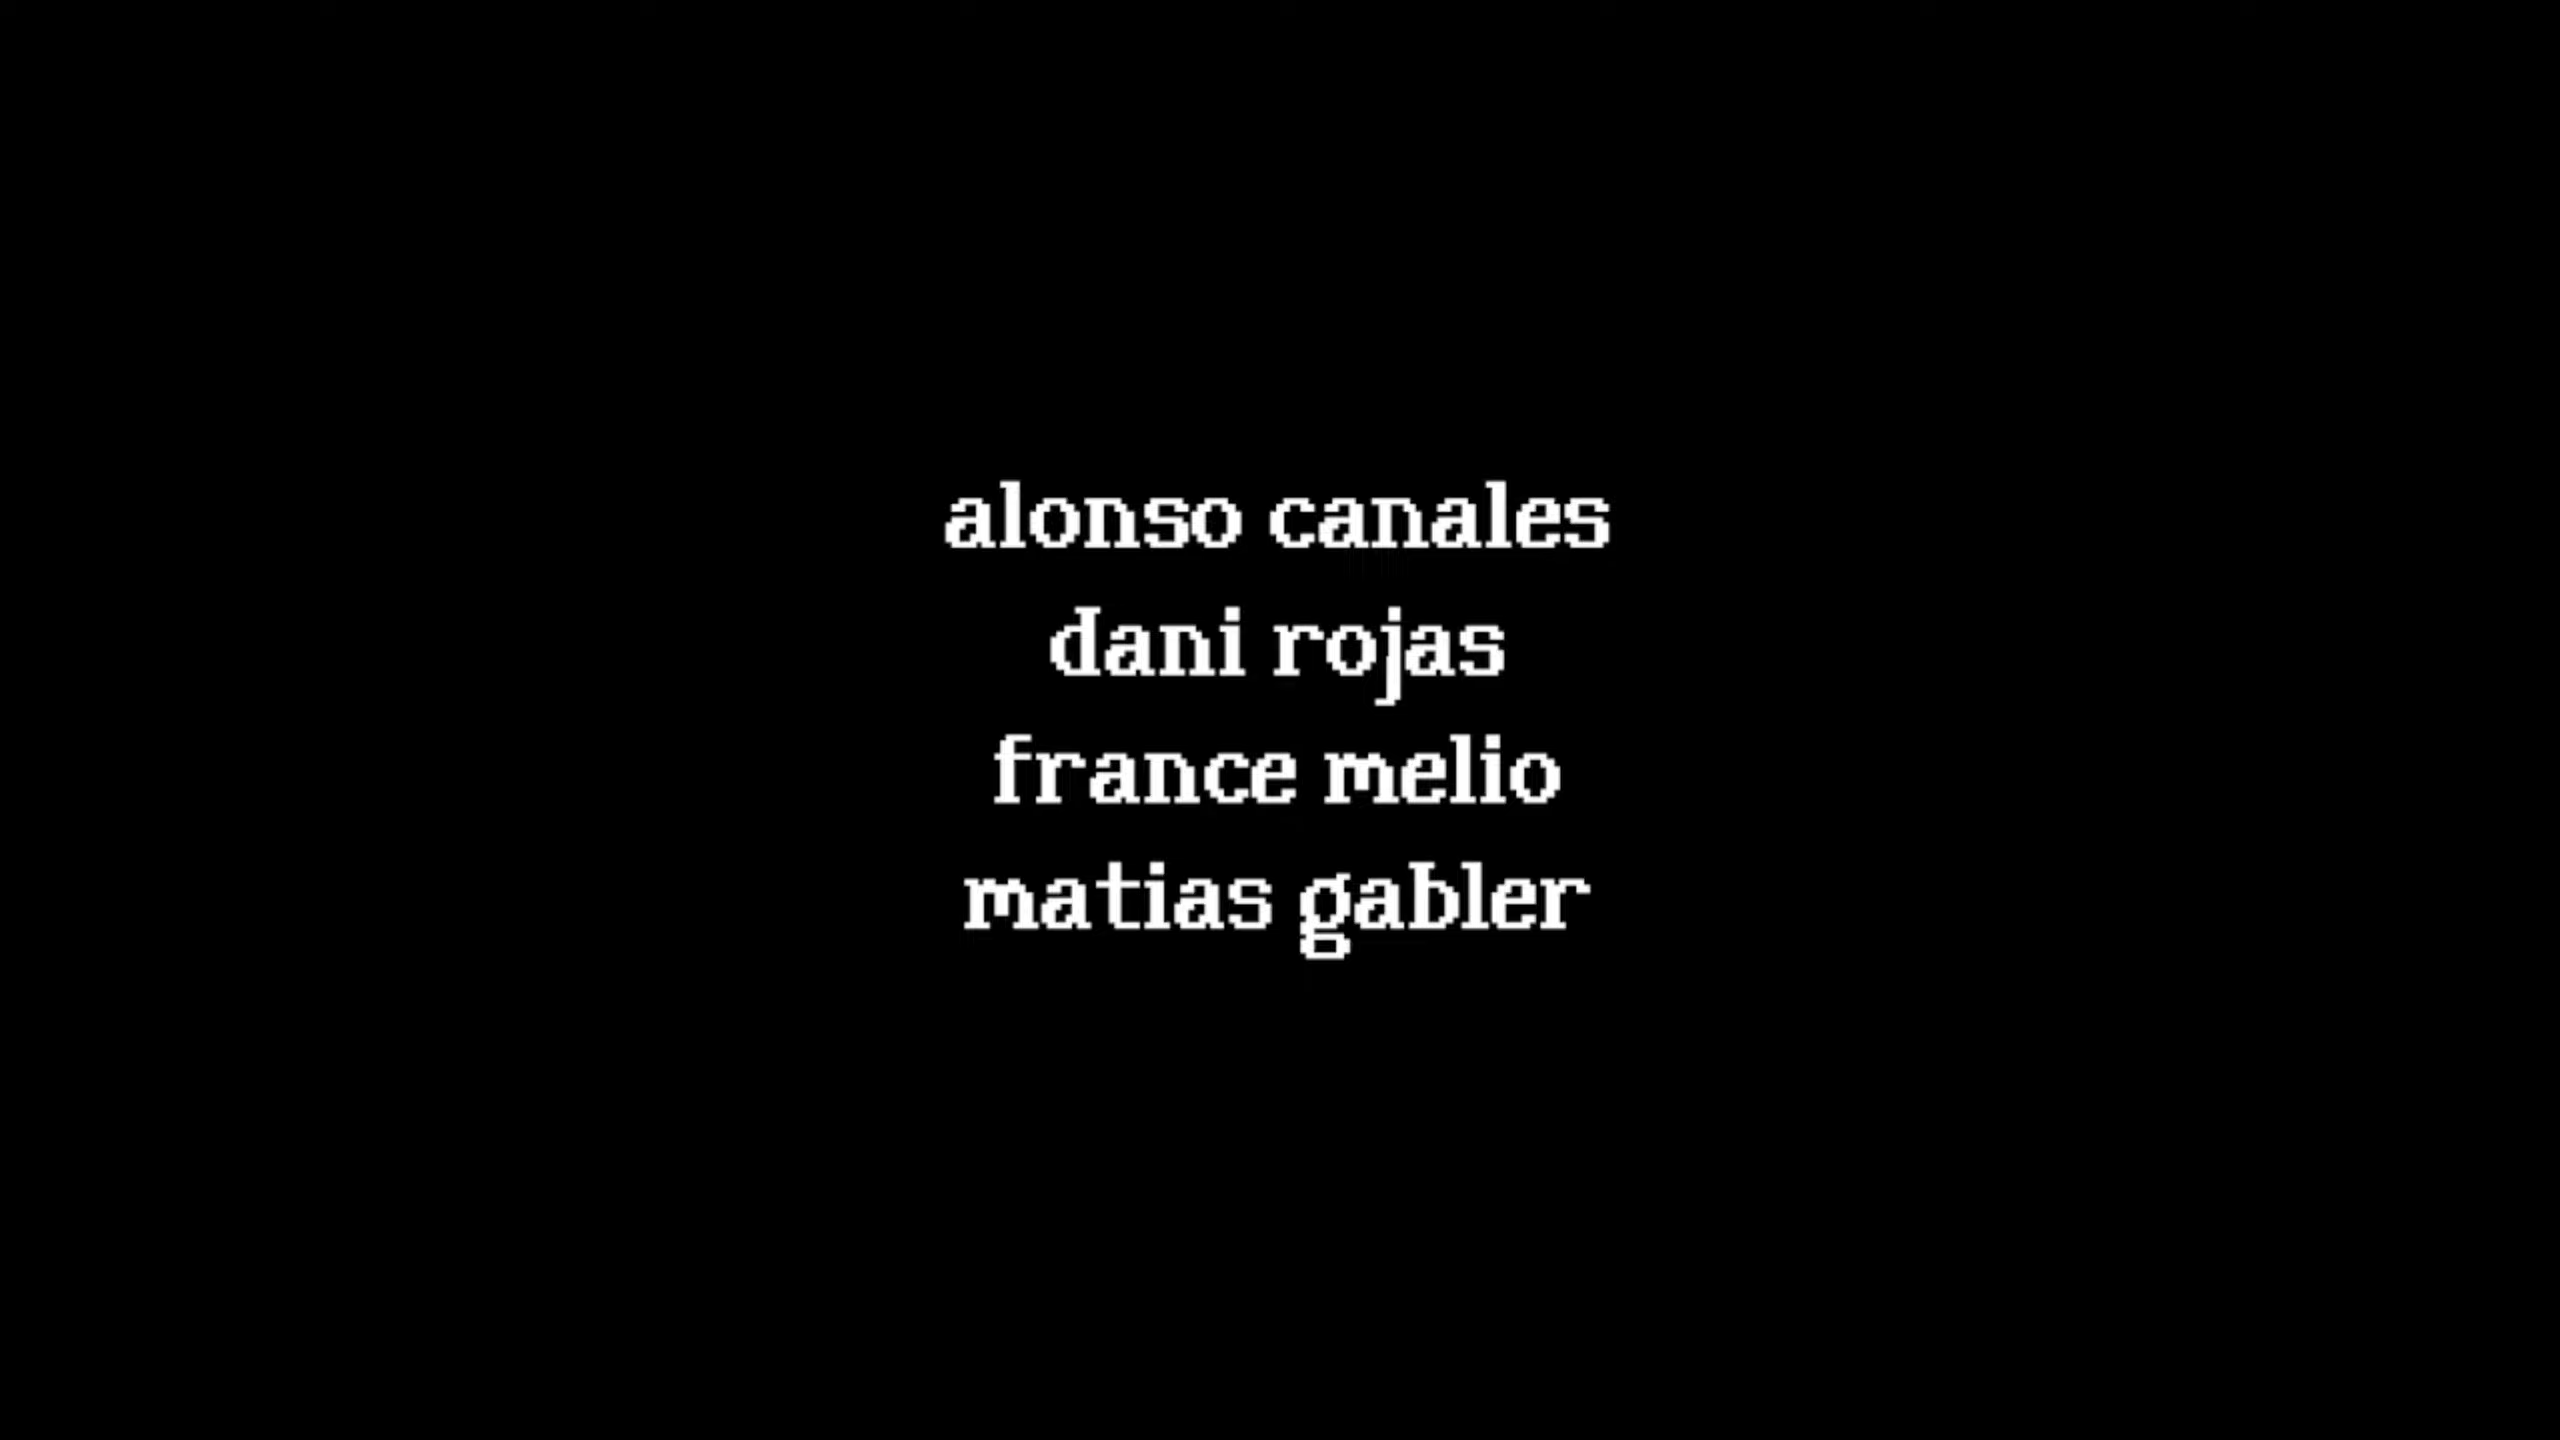 alonso canales
dani rojas
france melio
matias gabler